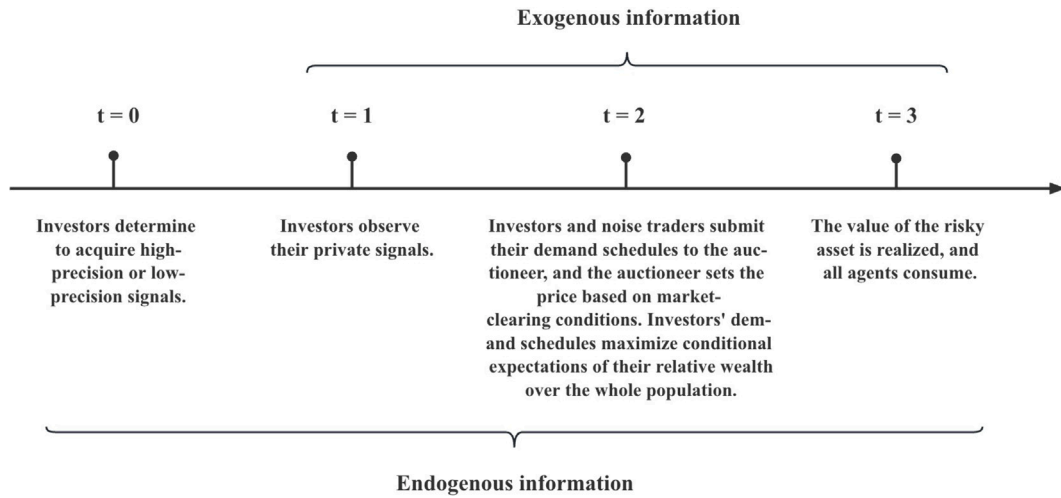 Exogenous information
t = 0
t = 1
t = 2
t = 3
Investors determine
to acquire high-
precision or low-
precision signals.
Investors observe
their private signals.
Investors and noise traders submit
their demand schedules to the auc-
tioneer, and the auctioneer sets the
price based on market-
clearing conditions. Investors' dem-
and schedules maximize conditional
expectations of their relative wealth
over the whole population.
The value of the risky
asset is realized, and
all agents consume.
Endogenous information